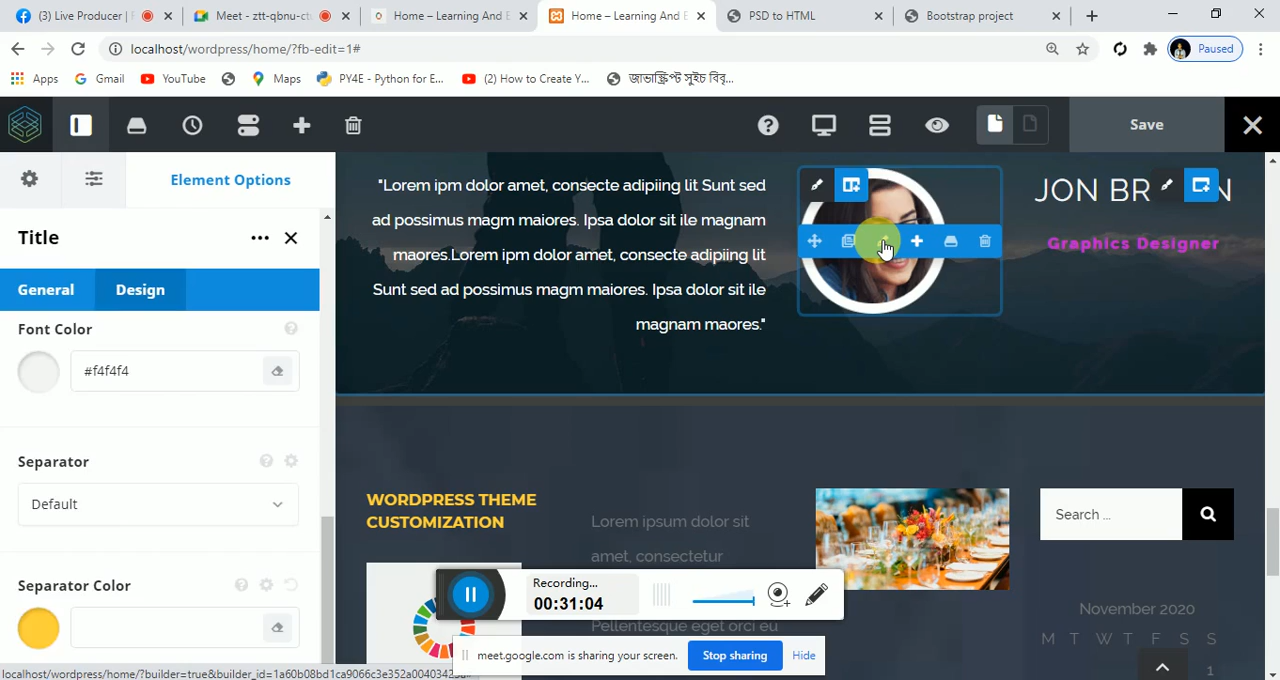 (3) Live Producer |
Meet - ztt-qbnu-ct
Home – Learning And E
Home – Learning And E
PSD to HTML
Bootstrap project
localhost/wordpress/home/?fb-edit=1#
Paused
Apps
Gmail
YouTube
Maps
PY4E - Python for E...
(2) How to Create Y...
জাভাস্ক্রিপ্ট সুইচ বিবৃ...
Save
Element Options
Title
General
Design
Font Color
#f4f4f4
Separator
Default
Separator Color
"Lorem ipm dolor amet, consecte adipiing lit Sunt sed
ad possimus magm maiores. Ipsa dolor sit ile magnam
maores.Lorem ipm dolor amet, consecte adipiing lit
Sunt sed ad possimus magm maiores. Ipsa dolor sit ile
magnam maores."
JON BR N
Graphics Designer
WORDPRESS THEME
CUSTOMIZATION
Lorem ipsum dolor sit
amet, consectetur
Pellentesque eget orci eu
Search ...
November 2020
M T W T F S S
1
Recording...
00:31:04
meet.google.com is sharing your screen.
Stop sharing
Hide